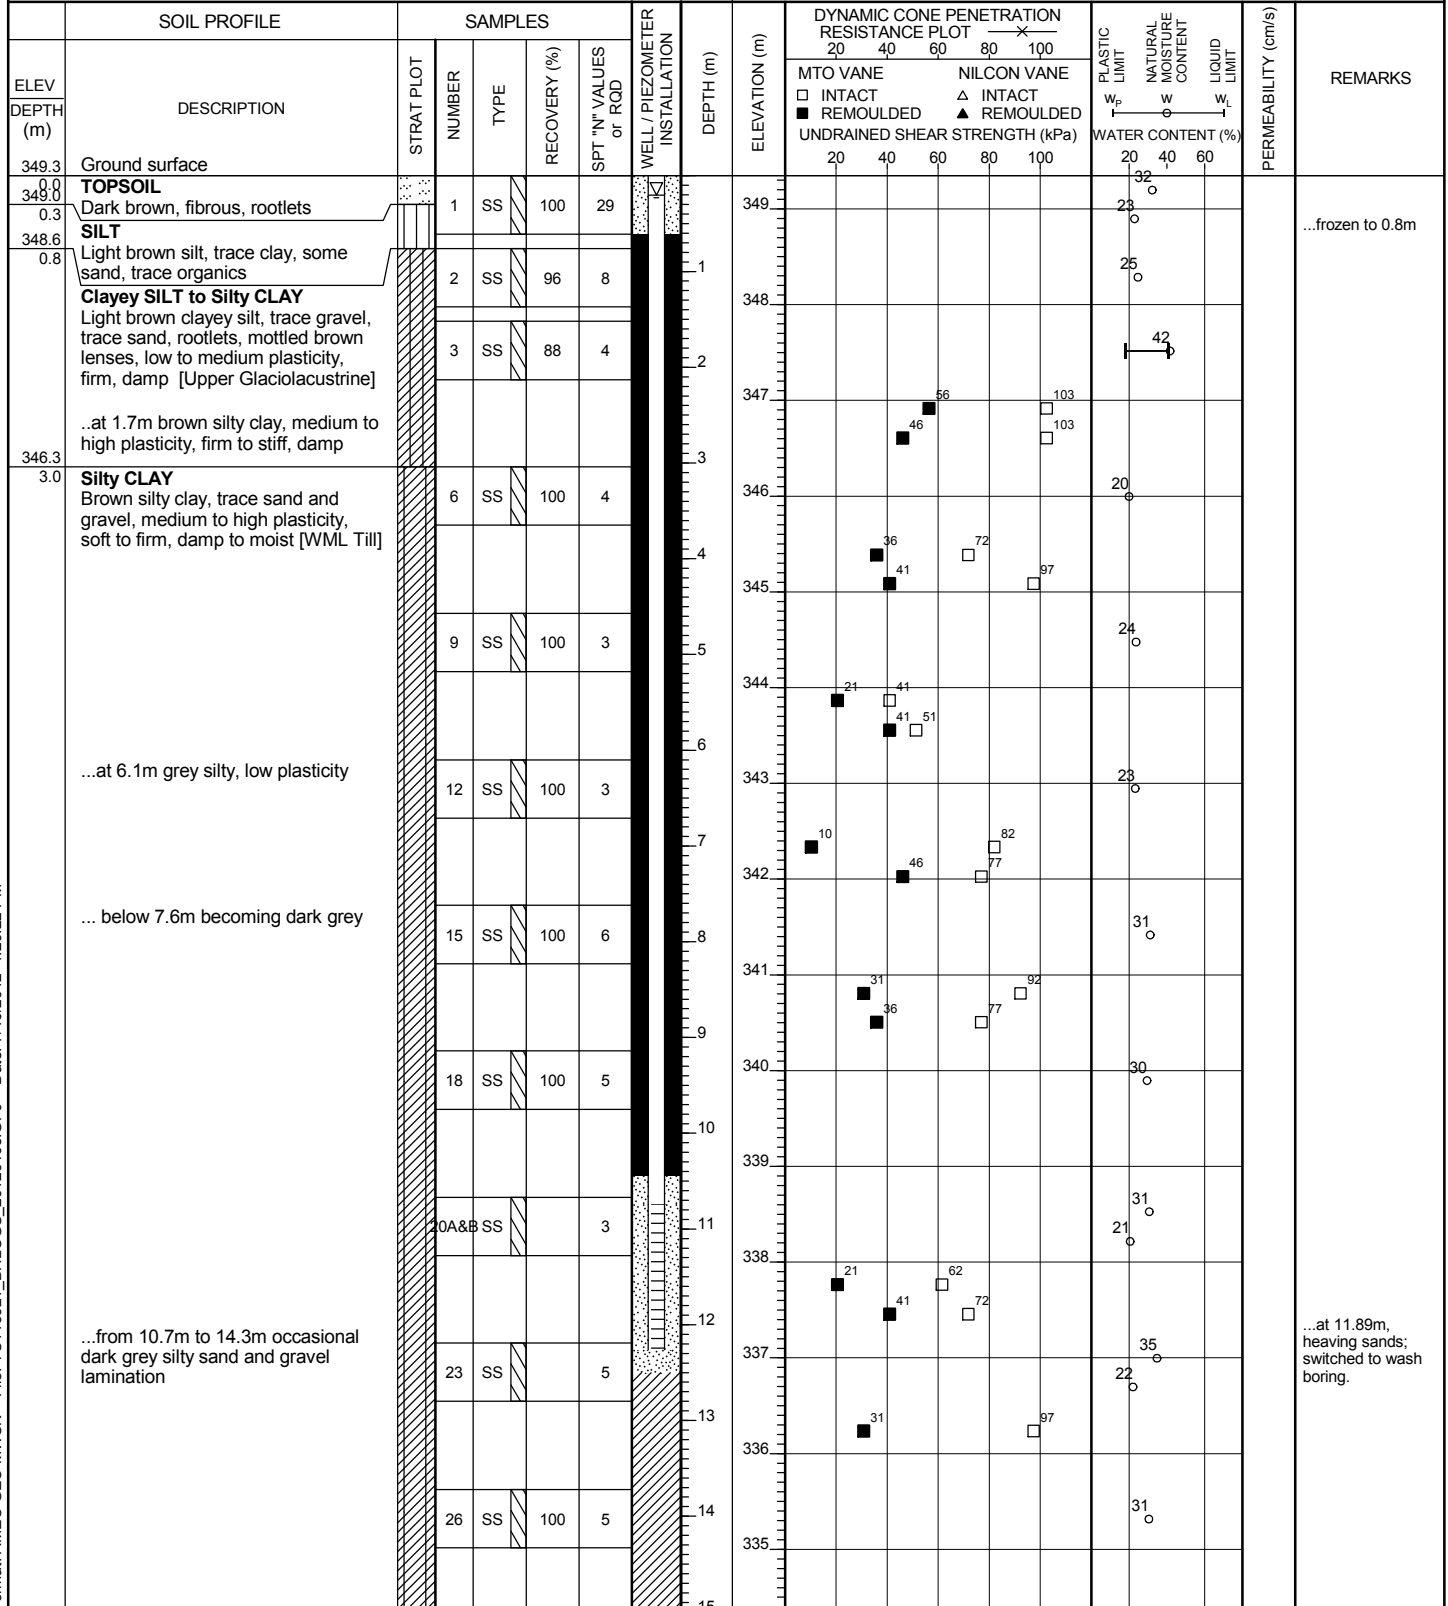 SOIL PROFILE
SAMPLES
ELEV
DEPTH
(m)
DESCRIPTION
STRAT PLOT
NUMBER
TYPE
RECOVERY (%)
SPT "N" VALUES
or RQD
WELL / PIEZOMETER
INSTALLATION
DEPTH (m)
ELEVATION (m)
DYNAMIC CONE PENETRATION
RESISTANCE PLOT
20 40 60 80 100
MTO VANE NILCON VANE
INTACT INTACT
REMOULDED REMOULDED
UNDRAINED SHEAR STRENGTH (kPa)
20 40 60 80 100
PLASTIC
LIMIT
NATURAL
MOISTURE
CONTENT
LIQUID
LIMIT
WP W WL
WATER CONTENT (%)
20 40 60
PERMEABILITY (cm/s)
REMARKS
349.3 Ground surface
0.0 TOPSOIL
349.0 Dark brown, fibrous, rootlets
0.3 SILT
348.6 Light brown silt, trace clay, some
0.8 sand, trace organics
Clayey SILT to Silty CLAY
Light brown clayey silt, trace gravel,
trace sand, rootlets, mottled brown
lenses, low to medium plasticity,
firm, damp [Upper Glaciolacustrine]
..at 1.7m brown silty clay, medium to
high plasticity, firm to stiff, damp
346.3
3.0 Silty CLAY
Brown silty clay, trace sand and
gravel, medium to high plasticity,
soft to firm, damp to moist [WML Till]
...at 6.1m grey silty, low plasticity
... below 7.6m becoming dark grey
...from 10.7m to 14.3m occasional
dark grey silty sand and gravel
lamination
1 SS 100 29
2 SS 96 8
3 SS 88 4
6 SS 100 4
9 SS 100 3
12 SS 100 3
15 SS 100 6
18 SS 100 5
20A&B SS 3
23 SS 5
26 SS 100 5
1
2
3
4
5
6
7
8
9
10
11
12
13
14
15
349
348
347
346
345
344
343
342
341
340
339
338
337
336
335
56 103
46 103
36 72
41 97
21 41
41 51
10 82
46 77
31 92
36 77
21 62
41 72
31 97
32
23
25
42
20
24
23
31
30
31
21
35
22
31
...frozen to 0.8m
...at 11.89m,
heaving sands;
switched to wash
boring.